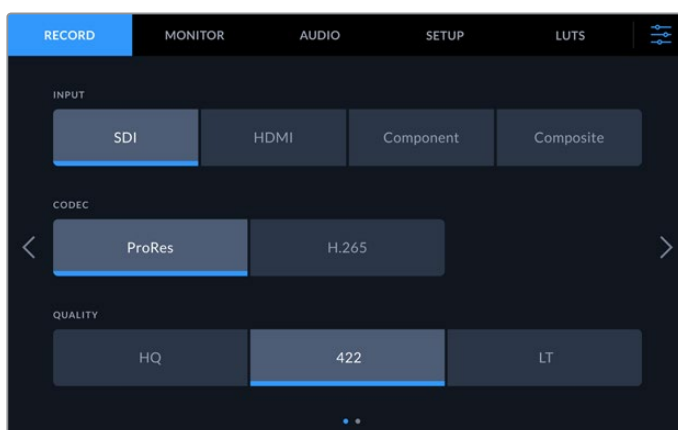 RECORD MONITOR AUDIO SETUP LUTS
INPUT
SDI HDMI Component Composite
CODEC
ProRes H.265
QUALITY
HQ 422 LT